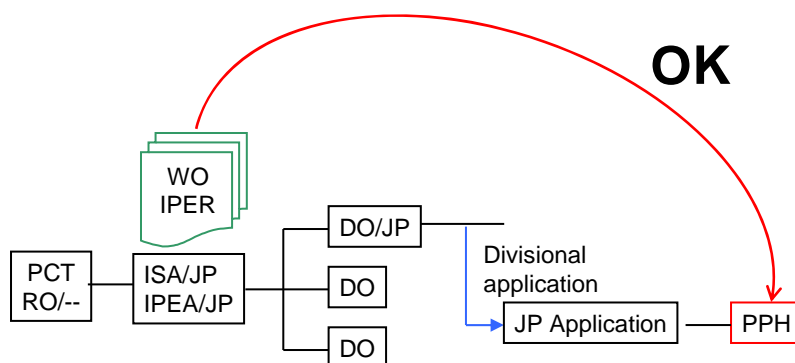 OK
WO
IPER
DO/JP
PCT
RO/--
ISA/JP
IPEA/JP
DO
DO
Divisional
application
JP Application
PPH